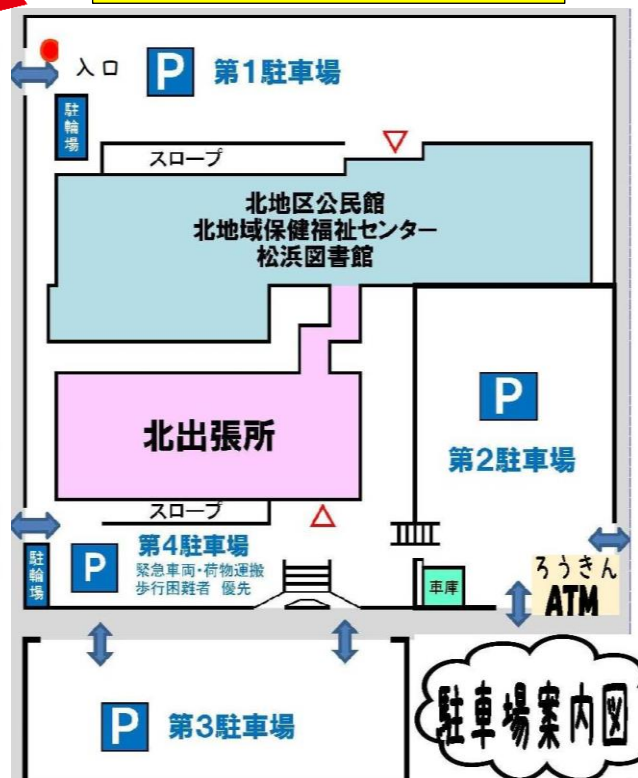 入口
P 第1駐車場
駐輪場
スロープ
北地区公民館
北地域保健福祉センター
松浜図書館
P
第2駐車場
北出張所
スロープ
P 第4駐車場
緊急車両・荷物運搬
歩行困難者 優先
駐輪場
車庫
ろうきん
ATM
P 第3駐車場
駐車場案内図